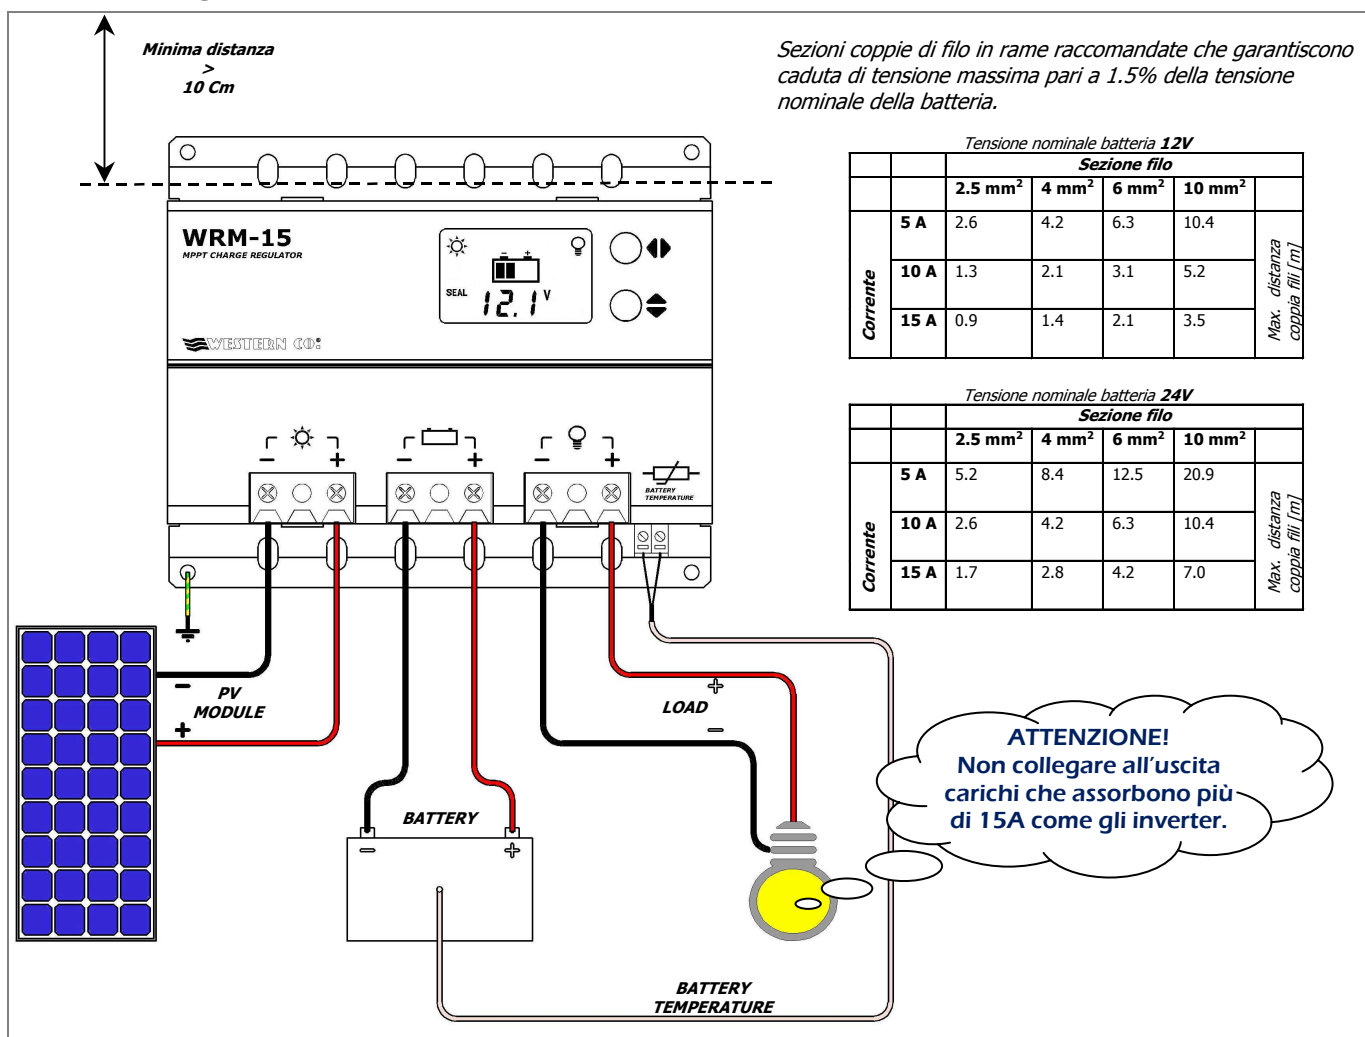 Minima distanza
>
10 Cm
Sezioni coppie di filo in rame raccomandate che garantiscono
caduta di tensione massima pari a 1.5% della tensione
nominale della batteria.
Tensione nominale batteria 12V
Sezione filo
2.5 mm² 4 mm² 6 mm² 10 mm²
Corrente
5 A 2.6 4.2 6.3 10.4
10 A 1.3 2.1 3.1 5.2
15 A 0.9 1.4 2.1 3.5
Max. distanza
coppia fili [m]
Tensione nominale batteria 24V
Sezione filo
2.5 mm² 4 mm² 6 mm² 10 mm²
Corrente
5 A 5.2 8.4 12.5 20.9
10 A 2.6 4.2 6.3 10.4
15 A 1.7 2.8 4.2 7.0
Max. distanza
coppia fili [m]
WRM-15
MPPT CHARGE REGULATOR
- +
SEAL 12.1 V
WESTERN CO.
- + - + - +
BATTERY
TEMPERATURE
-
PV
MODULE
+
+
LOAD
-
BATTERY
- +
ATTENZIONE!
Non collegare all'uscita
carichi che assorbono più
di 15A come gli inverter.
BATTERY
TEMPERATURE